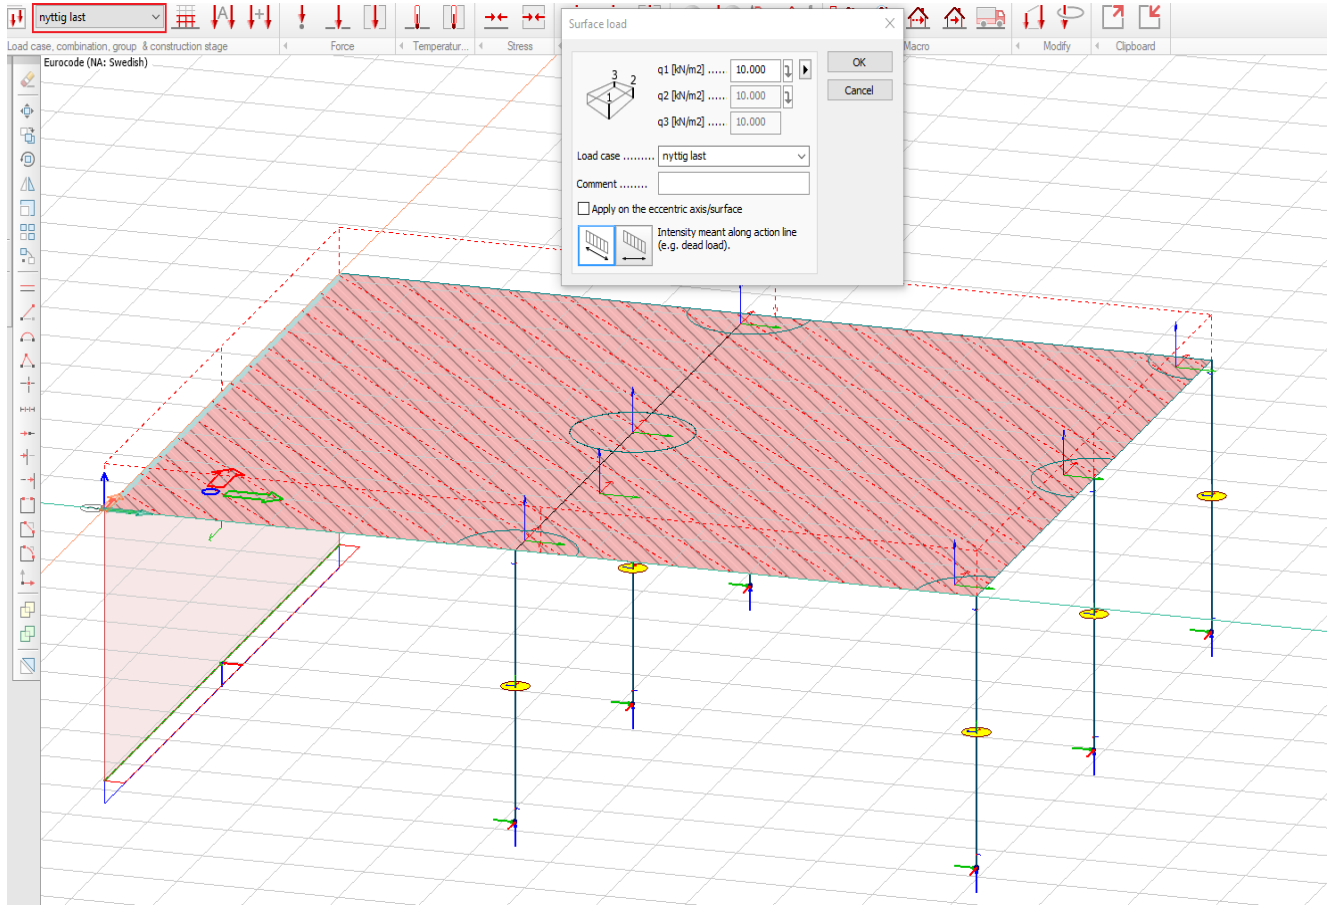 nyttig last
A
Load case, combination, group & construction stage
Force
Temperatur...
Stress
Macro
Modify
Clipboard
Eurocode (NA: Swedish)
Surface load
q1 [kN/m2] ..... 10.000
OK
q2 [kN/m2] ..... 10.000
Cancel
q3 [kN/m2] ..... 10.000
3
2
1
Load case ......... nyttig last
Comment ........
Apply on the eccentric axis/surface
Intensity meant along action line
(e.g. dead load).